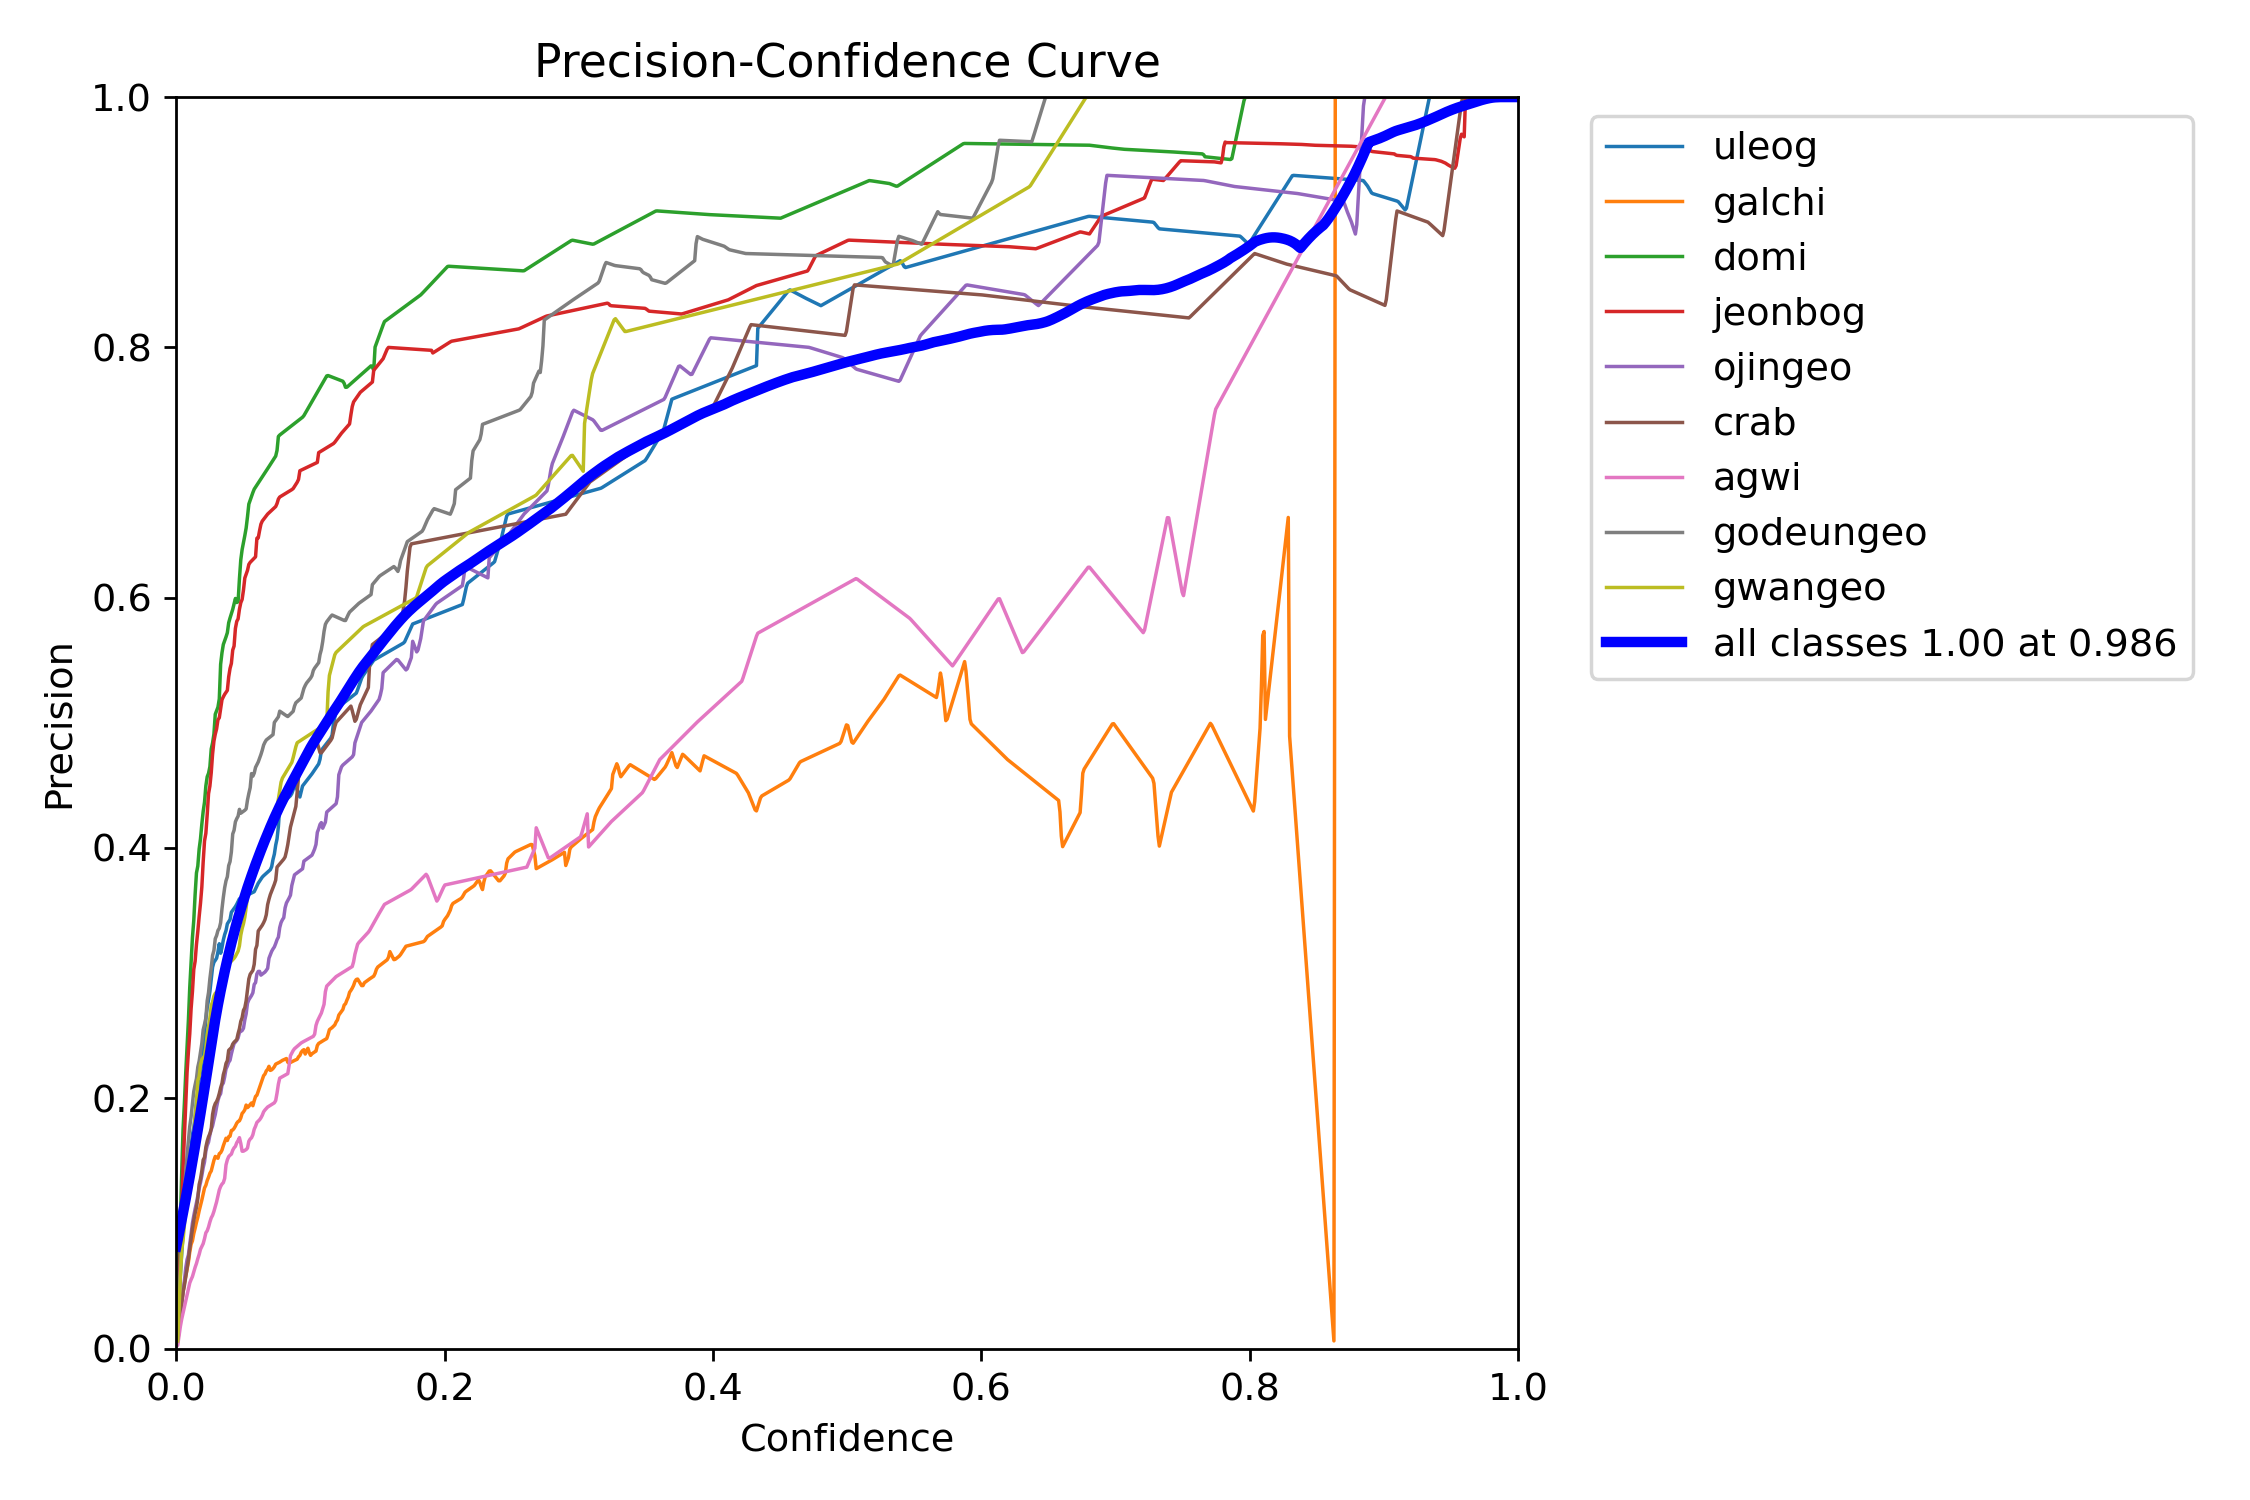 Precision-Confidence Curve
1.0
0.8
0.6
0.4
0.2
0.0
Precision
0.0 0.2 0.4 0.6 0.8 1.0
Confidence
uleog
galchi
domi
jeonbog
ojingeo
crab
agwi
godeungeo
gwangeo
all classes 1.00 at 0.986